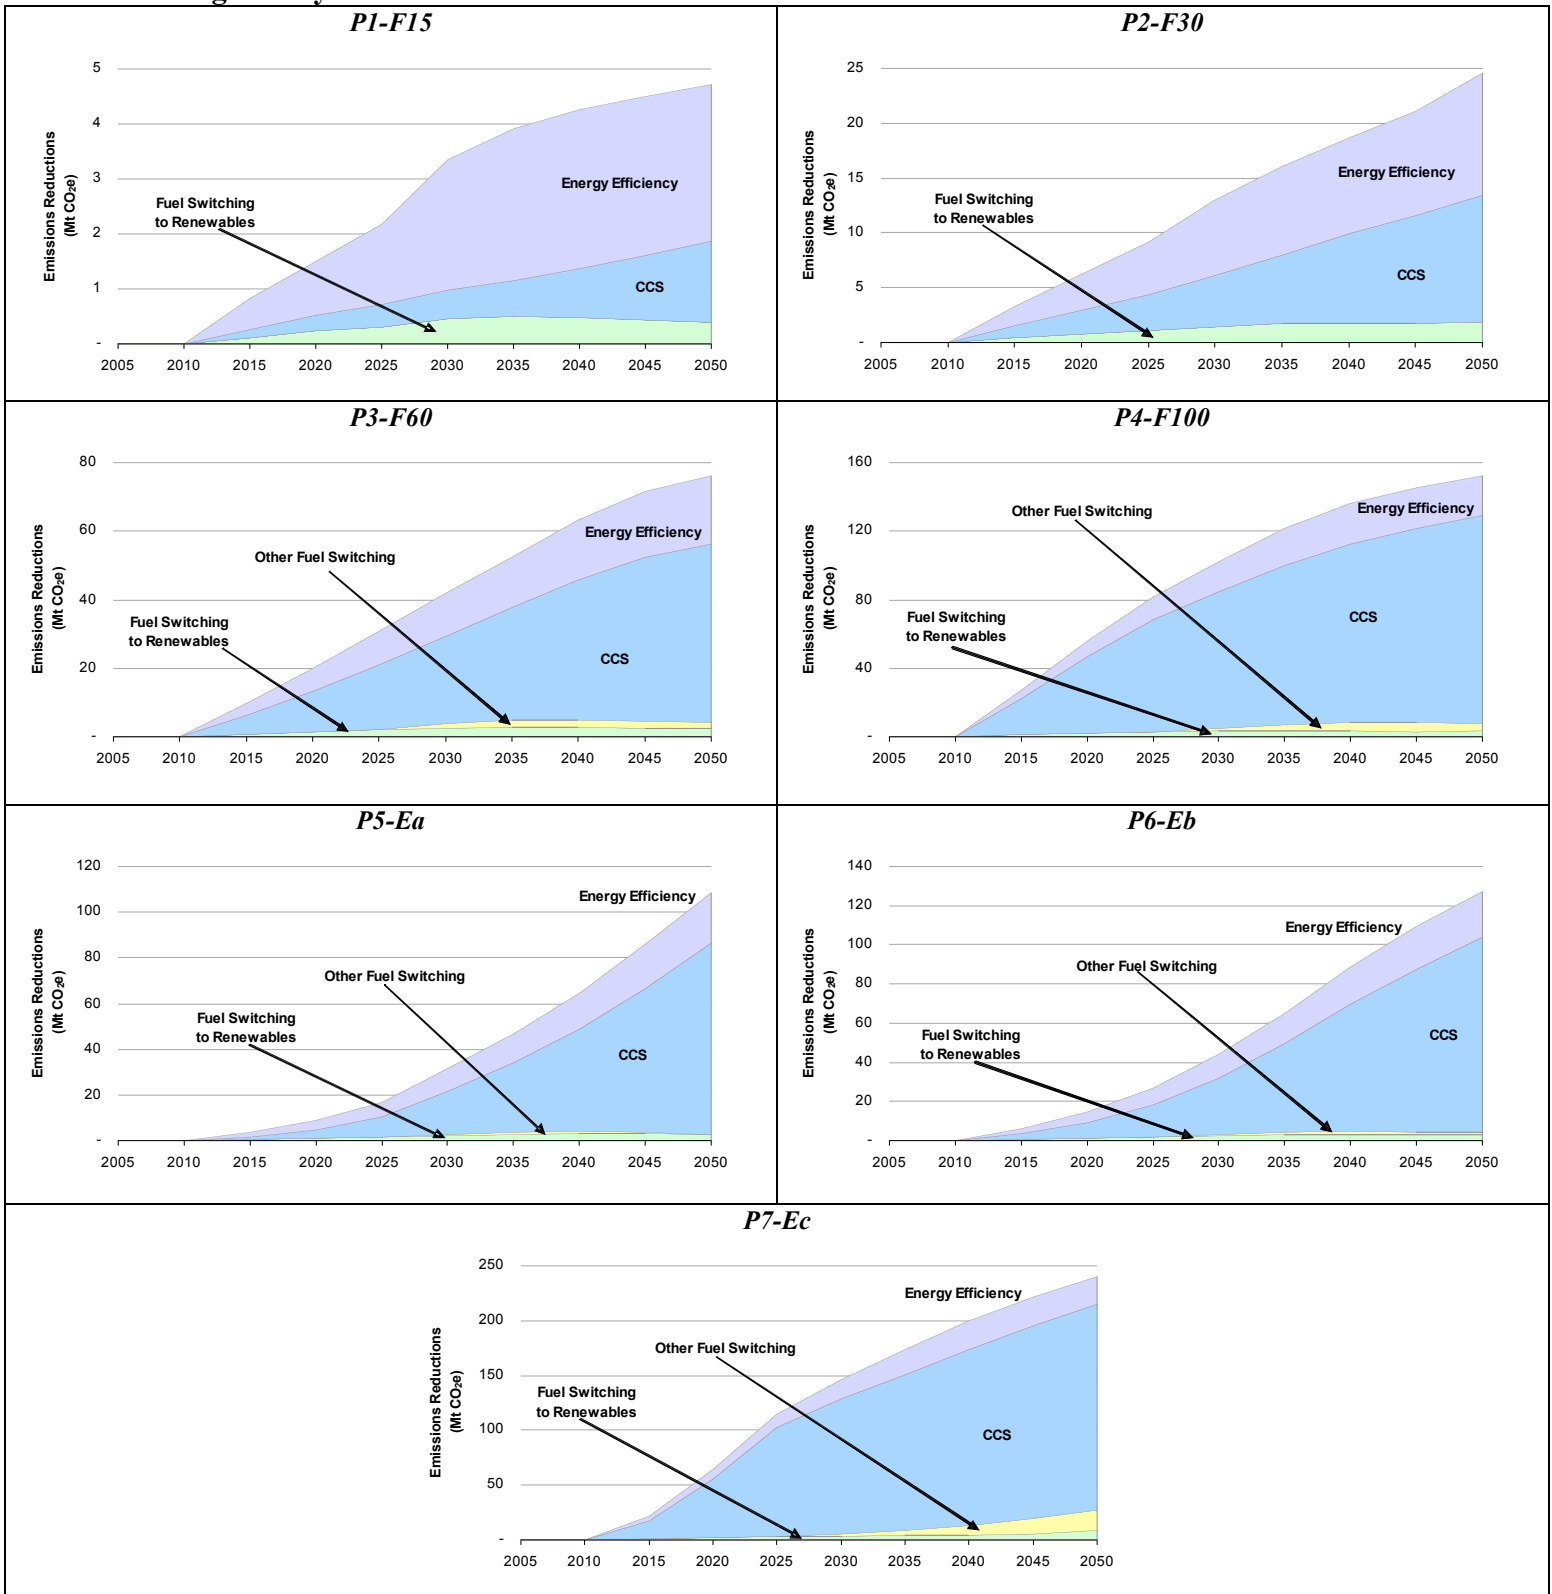 P1-F15
5
4
3
2
1
-
Emissions Reductions
(Mt CO2e)
Energy Efficiency
Fuel Switching
to Renewables
CCS
2005 2010 2015 2020 2025 2030 2035 2040 2045 2050
P2-F30
25
20
15
10
5
-
Emissions Reductions
(Mt CO2e)
Energy Efficiency
Fuel Switching
to Renewables
CCS
2005 2010 2015 2020 2025 2030 2035 2040 2045 2050
P3-F60
80
60
40
20
-
Emissions Reductions
(Mt CO2e)
Energy Efficiency
Other Fuel Switching
Fuel Switching
to Renewables
CCS
2005 2010 2015 2020 2025 2030 2035 2040 2045 2050
P4-F100
160
120
80
40
-
Emissions Reductions
(Mt CO2e)
Energy Efficiency
Other Fuel Switching
Fuel Switching
to Renewables
CCS
2005 2010 2015 2020 2025 2030 2035 2040 2045 2050
P5-Ea
120
100
80
60
40
20
-
Emissions Reductions
(Mt CO2e)
Energy Efficiency
Other Fuel Switching
Fuel Switching
to Renewables
CCS
2005 2010 2015 2020 2025 2030 2035 2040 2045 2050
P6-Eb
140
120
100
80
60
40
20
-
Emissions Reductions
(Mt CO2e)
Energy Efficiency
Other Fuel Switching
Fuel Switching
to Renewables
CCS
2005 2010 2015 2020 2025 2030 2035 2040 2045 2050
P7-Ec
250
200
150
100
50
-
Emissions Reductions
(Mt CO2e)
Energy Efficiency
Other Fuel Switching
Fuel Switching
to Renewables
CCS
2005 2010 2015 2020 2025 2030 2035 2040 2045 2050